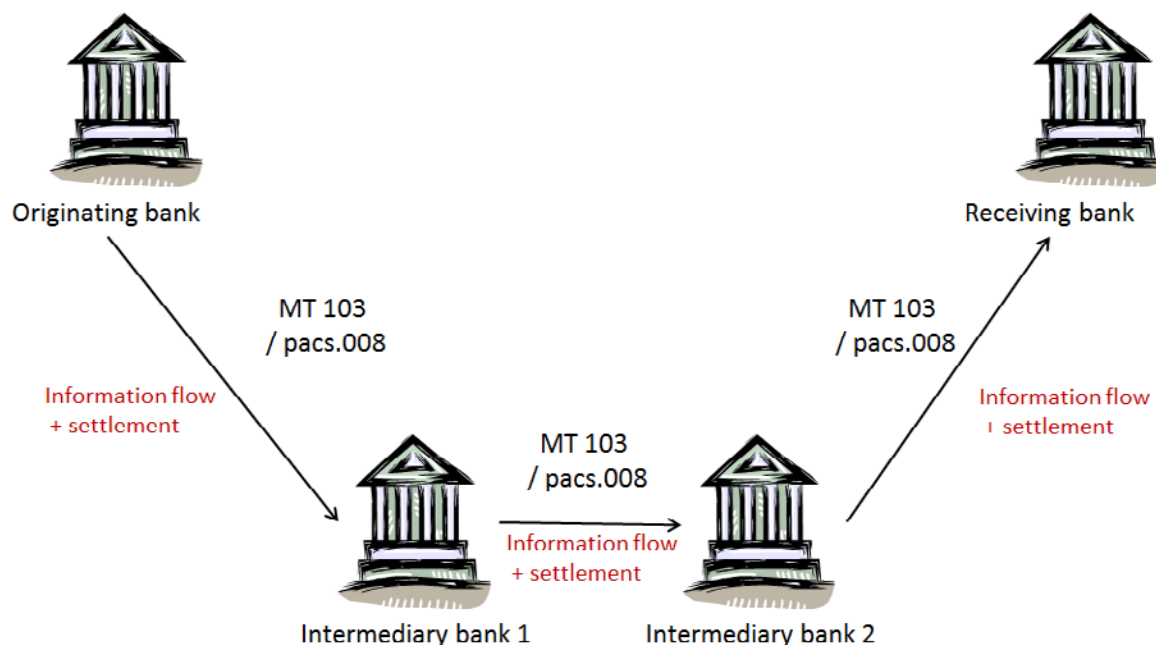 Originating bank
Receiving bank
MT 103
/ pacs.008
MT 103
/ pacs.008
Information flow
+ settlement
Information flow
+ settlement
MT 103
/ pacs.008
Information flow
+ settlement
Intermediary bank 1
Intermediary bank 2